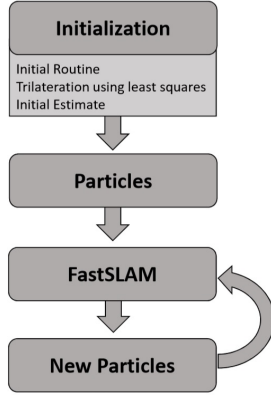 Initialization
Initial Routine
Trilateration using least squares
Initial Estimate
Particles
FastSLAM
New Particles